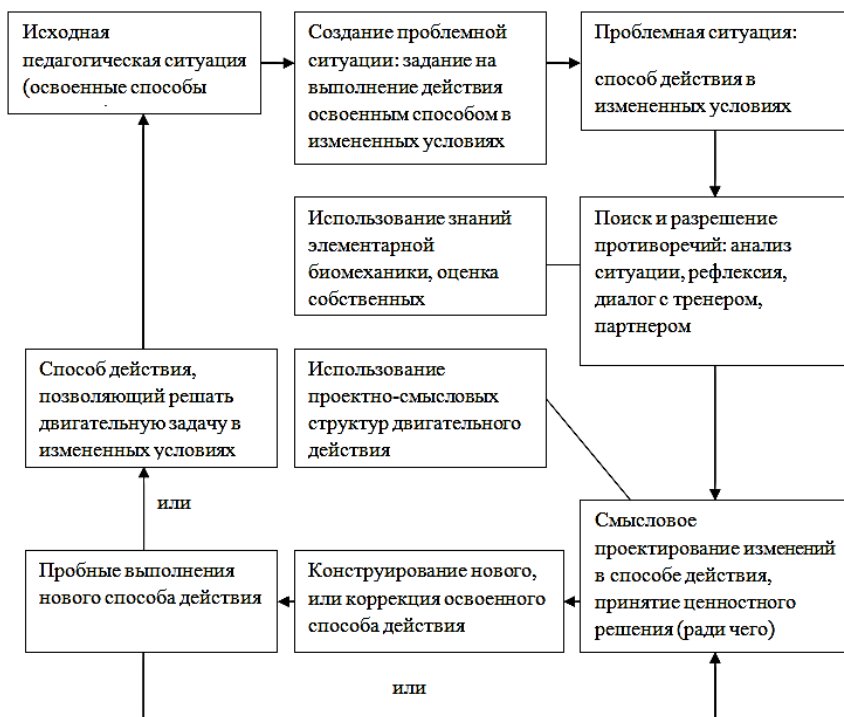 Исходная
педагогическая ситуация
(освоенные способы
Создание проблемной
ситуации: задание на
выполнение действия
освоенным способом в
измененных условиях
Проблемная ситуация:
способ действия в
измененных условиях
Использование знаний
элементарной
биомеханики, оценка
собственных
Поиск и разрешение
противоречий: анализ
ситуации, рефлексия,
диалог с тренером,
партнером
Способ действия,
позволяющий решать
двигательную задачу в
измененных условиях
Использование
проектно-смысловых
структур двигательного
действия
или
Смысловое
проектирование изменений
в способе действия,
принятие ценностного
решения (ради чего)
Пробные выполнения
нового способа действия
Конструирование нового,
или коррекция освоенного
способа действия
или